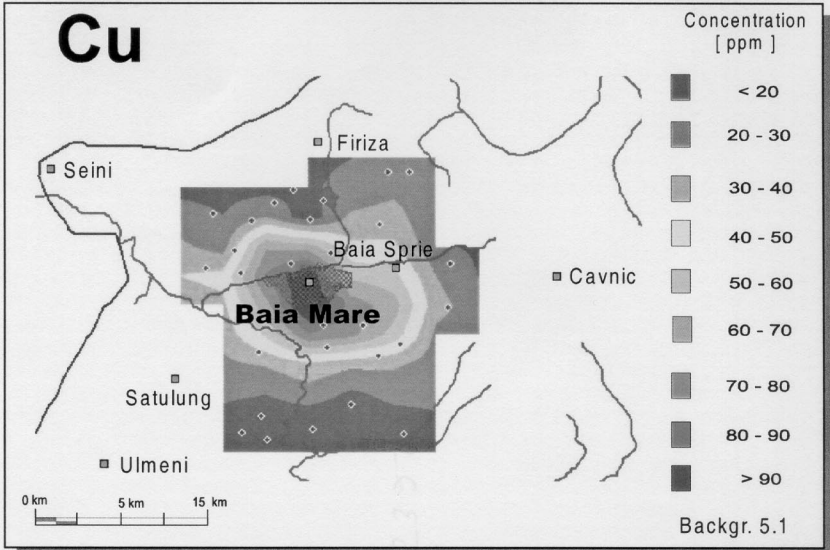 Cu
Concentration
[ ppm ]
< 20
20 - 30
30 - 40
40 - 50
50 - 60
60 - 70
70 - 80
80 - 90
> 90
Backgr. 5.1
Firiza
Seini
Baia Sprie
Cavnic
Baia Mare
Satulung
Ulmeni
0 km
5 km
15 km